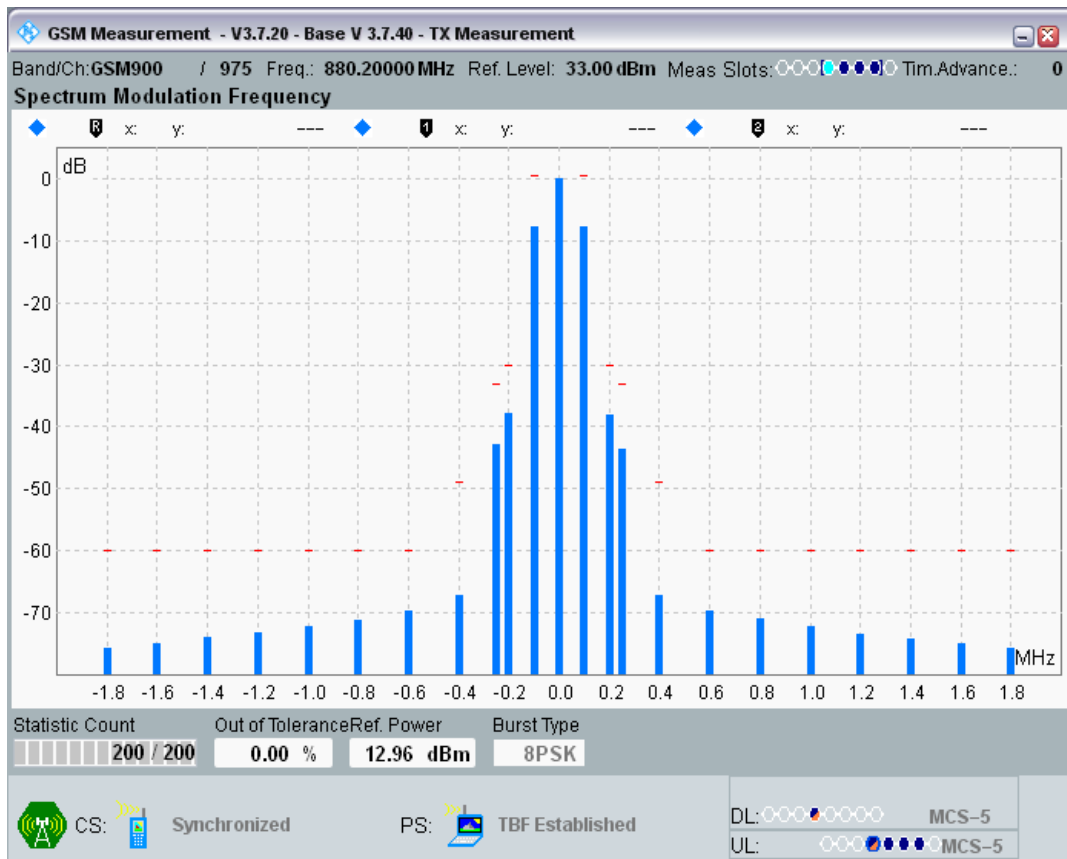 GSM Measurement - V3.7.20 - Base V 3.7.40 - TX Measurement
Band/Ch:GSM900 / 975 Freq.: 880.20000 MHz Ref. Level: 33.00 dBm Meas Slots: Tim.Advance.: 0
Spectrum Modulation Frequency
R x: y: --- 1 x: y: --- 2 x: y: ---
dB
0
-10
-20
-30
-40
-50
-60
-70
MHz
-1.8 -1.6 -1.4 -1.2 -1.0 -0.8 -0.6 -0.4 -0.2 0.0 0.2 0.4 0.6 0.8 1.0 1.2 1.4 1.6 1.8
Statistic Count Out of Tolerance Ref. Power Burst Type
200 / 200 0.00 % 12.96 dBm 8PSK
CS: Synchronized PS: TBF Established DL: MCS-5
UL: MCS-5